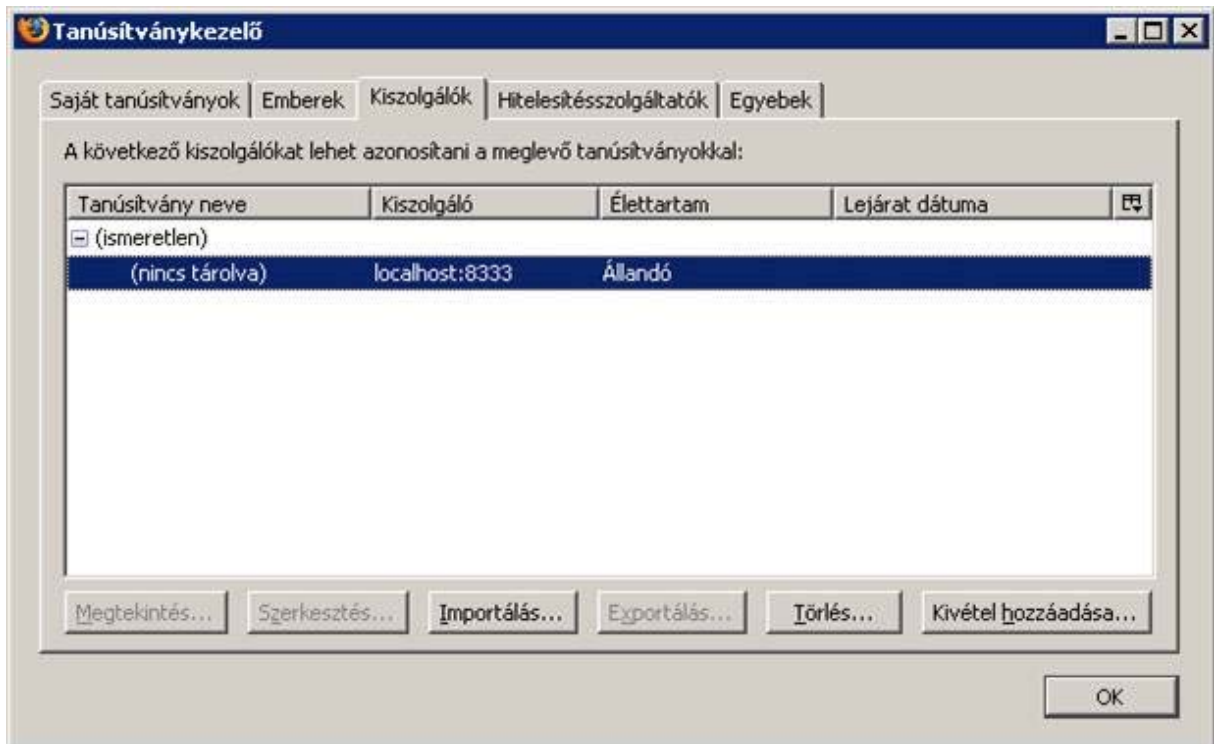 Tanúsítványkezelő
Saját tanúsítványok Emberek Kiszolgálók Hitelesítésszolgáltatók Egyebek
A következő kiszolgálókat lehet azonosítani a meglevő tanúsítványokkal:
Tanúsítvány neve Kiszolgáló Élettartam Lejárat dátuma
(ismeretlen)
(nincs tárolva) localhost:8333 Állandó
Megtekintés... Szerkesztés... Importálás... Exportálás... Törlés... Kivétel hozzáadása...
OK